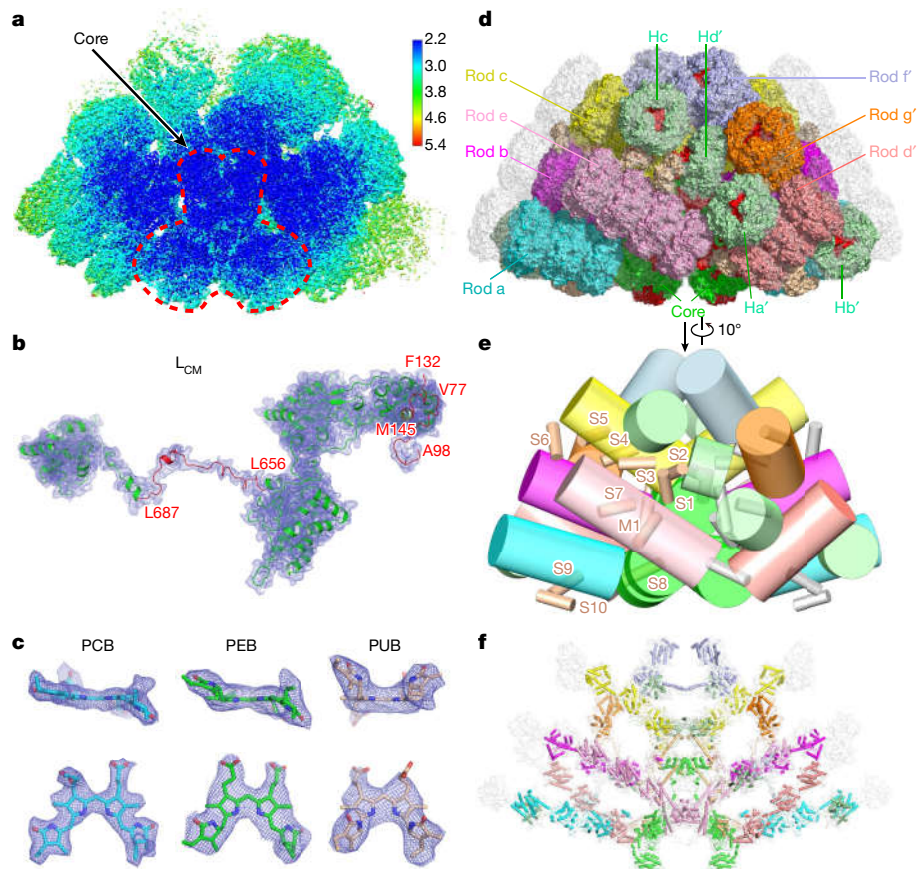 a
Core
2.2
3.0
3.8
4.6
5.4
b
L_CM
F132
V77
M145
A98
L656
L687
c
PCB
PEB
PUB
d
Hc
Hd′
Rod c
Rod f′
Rod e
Rod g′
Rod b
Rod d′
Rod a
Core
Ha′
Hb′
10°
e
S5
S6
S4
S2
S3
S1
S7
M1
S9
S8
S10
f